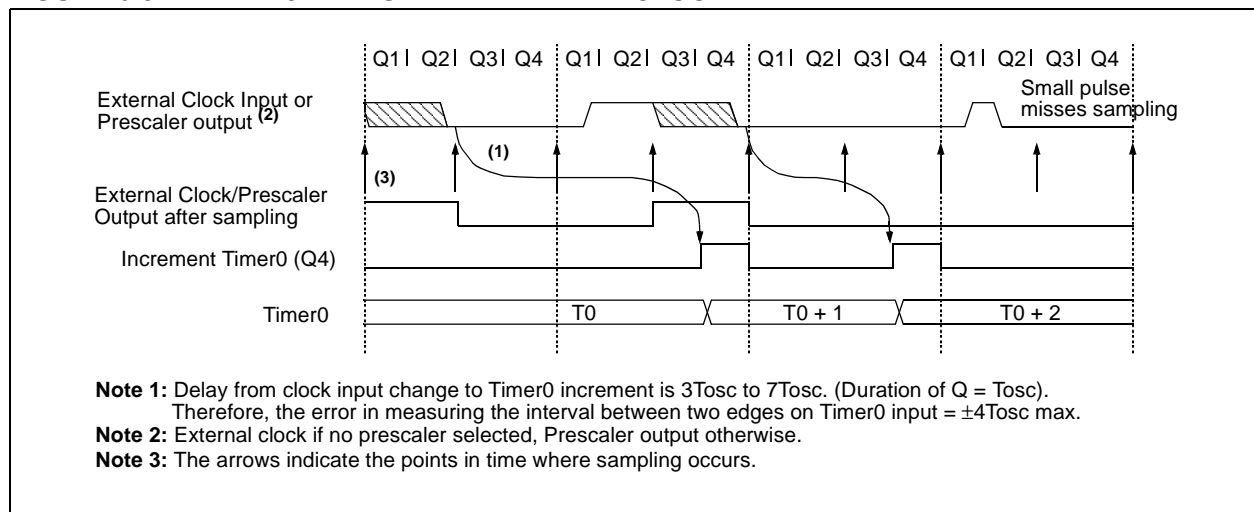 Q1 Q2 Q3 Q4 Q1 Q2 Q3 Q4 Q1 Q2 Q3 Q4 Q1 Q2 Q3 Q4
External Clock Input or
Prescaler output (2)
Small pulse
misses sampling
(1)
(3)
External Clock/Prescaler
Output after sampling
Increment Timer0 (Q4)
Timer0
T0
T0 + 1
T0 + 2
Note 1: Delay from clock input change to Timer0 increment is 3Tosc to 7Tosc. (Duration of Q = Tosc).
Therefore, the error in measuring the interval between two edges on Timer0 input = ±4Tosc max.
Note 2: External clock if no prescaler selected, Prescaler output otherwise.
Note 3: The arrows indicate the points in time where sampling occurs.